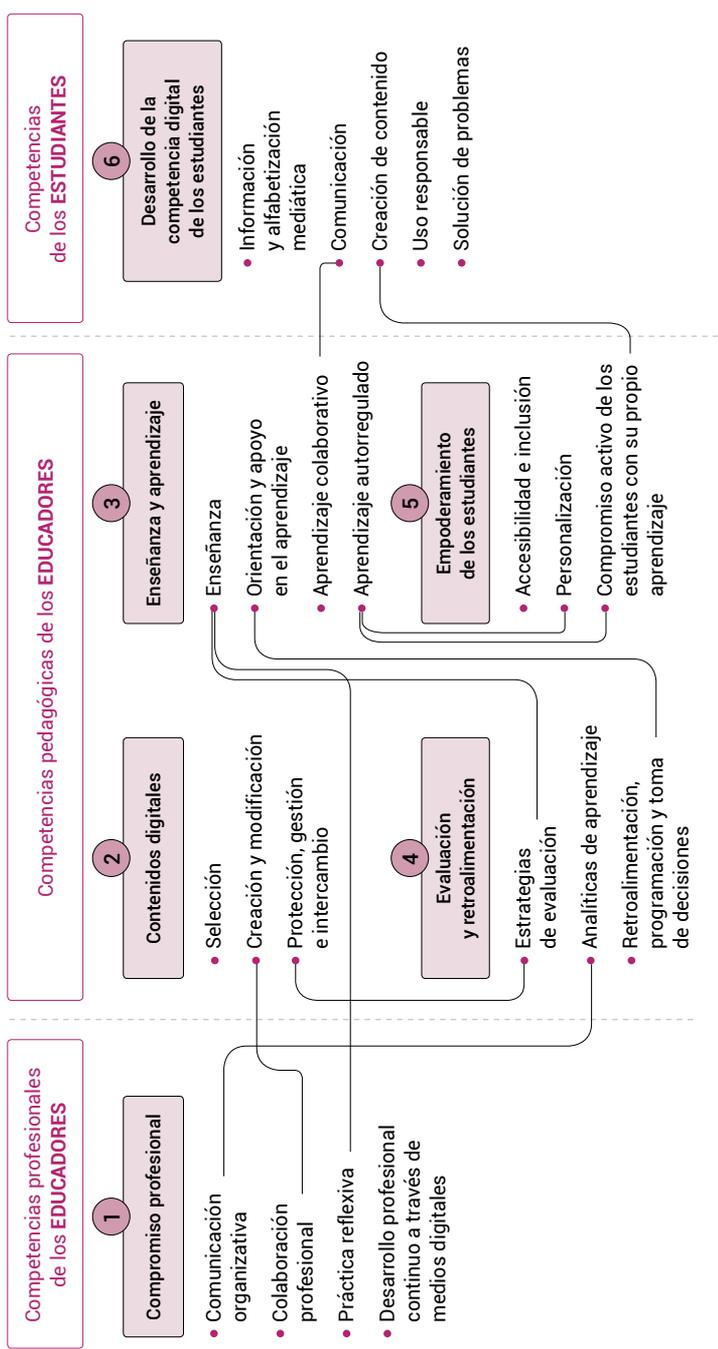 Competencias profesionales
de los EDUCADORES
1
Compromiso profesional
Comunicación
organizativa
Colaboración
profesional
Práctica reflexiva
Desarrollo profesional
continuo a través de
medios digitales
Competencias pedagógicas de los EDUCADORES
2
Contenidos digitales
Selección
Creación y modificación
Protección, gestión
e intercambio
3
Enseñanza y aprendizaje
Enseñanza
Orientación y apoyo
en el aprendizaje
Aprendizaje colaborativo
Aprendizaje autorregulado
4
Evaluación
y retroalimentación
Estrategias
de evaluación
Analíticas de aprendizaje
Retroalimentación,
programación y toma
de decisiones
5
Empoderamiento
de los estudiantes
Accesibilidad e inclusión
Personalización
Compromiso activo de los
estudiantes con su propio
aprendizaje
Competencias
de los ESTUDIANTES
6
Desarrollo de la
competencia digital
de los estudiantes
Información
y alfabetización
mediática
Comunicación
Creación de contenido
Uso responsable
Solución de problemas